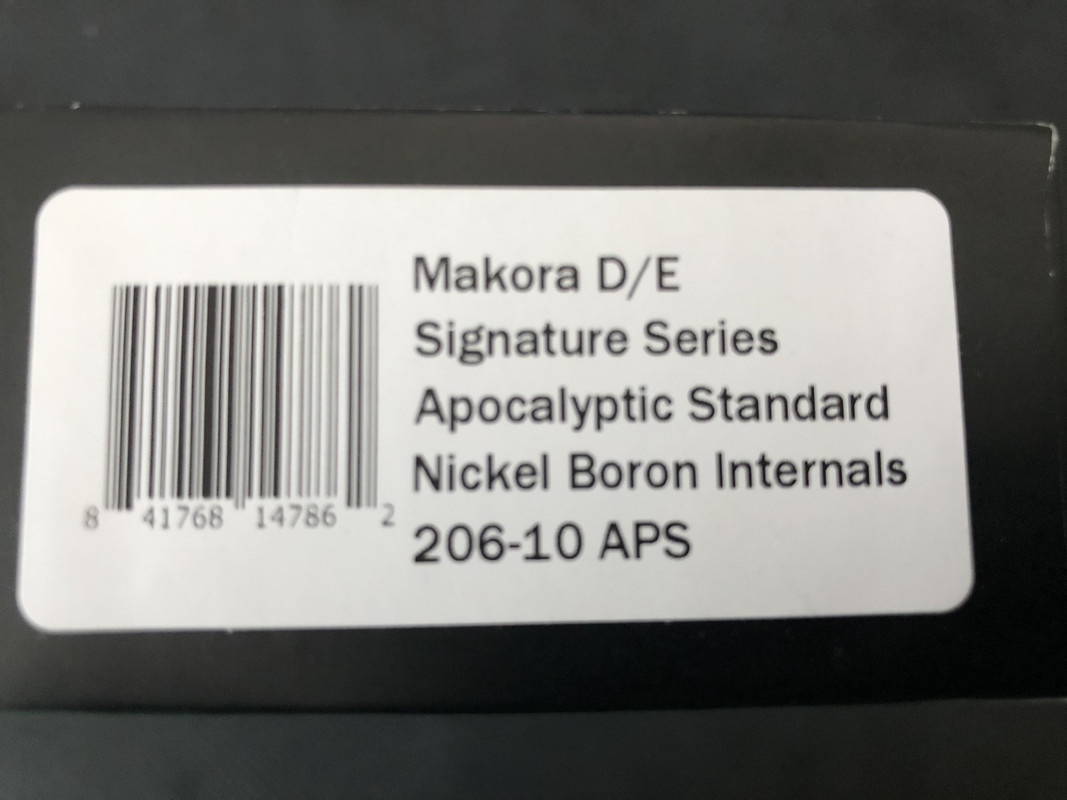 Makora D/E
Signature Series
Apocalyptic Standard
Nickel Boron Internals
206-10 APS
8 41768 14786 2